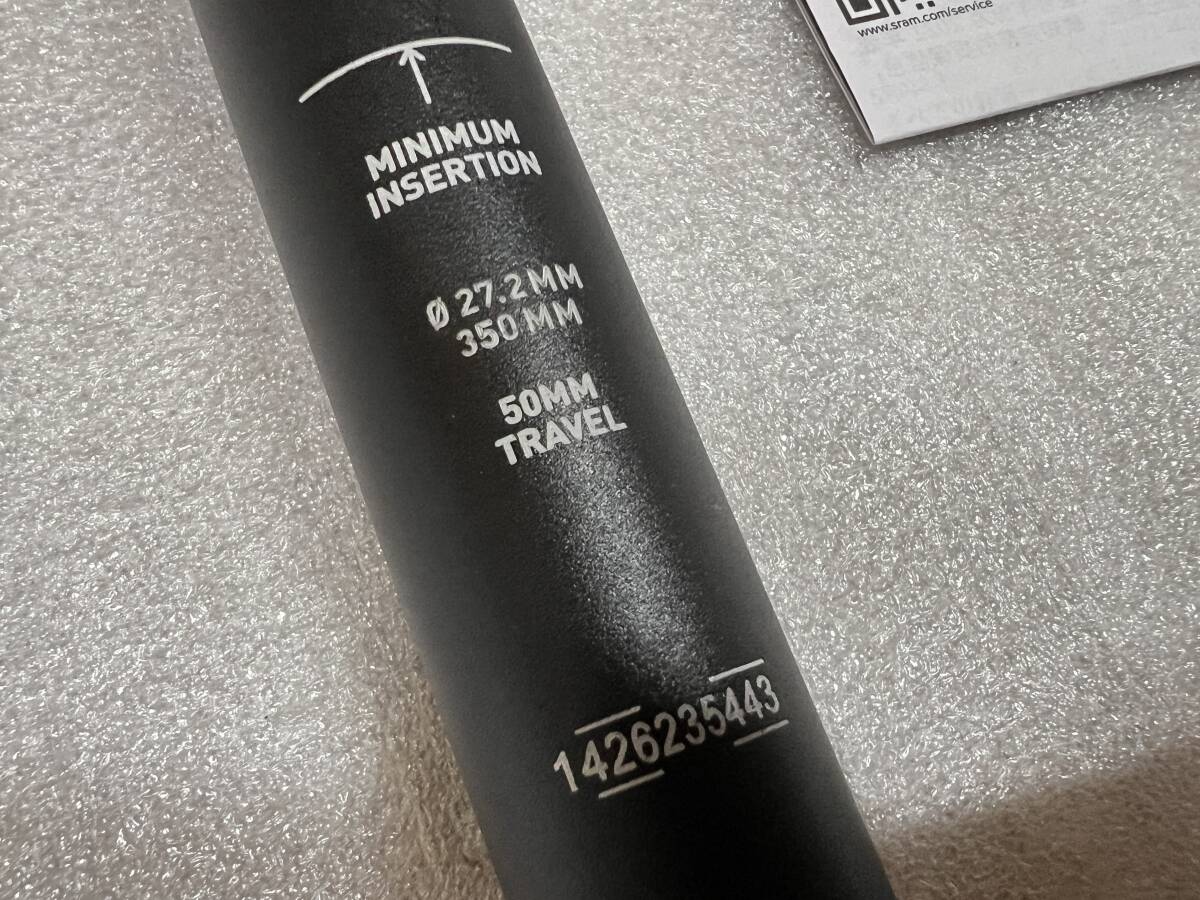 www.sram.com/service
MINIMUM
INSERTION
Ø 27.2MM
350MM
50MM
TRAVEL
1426235443